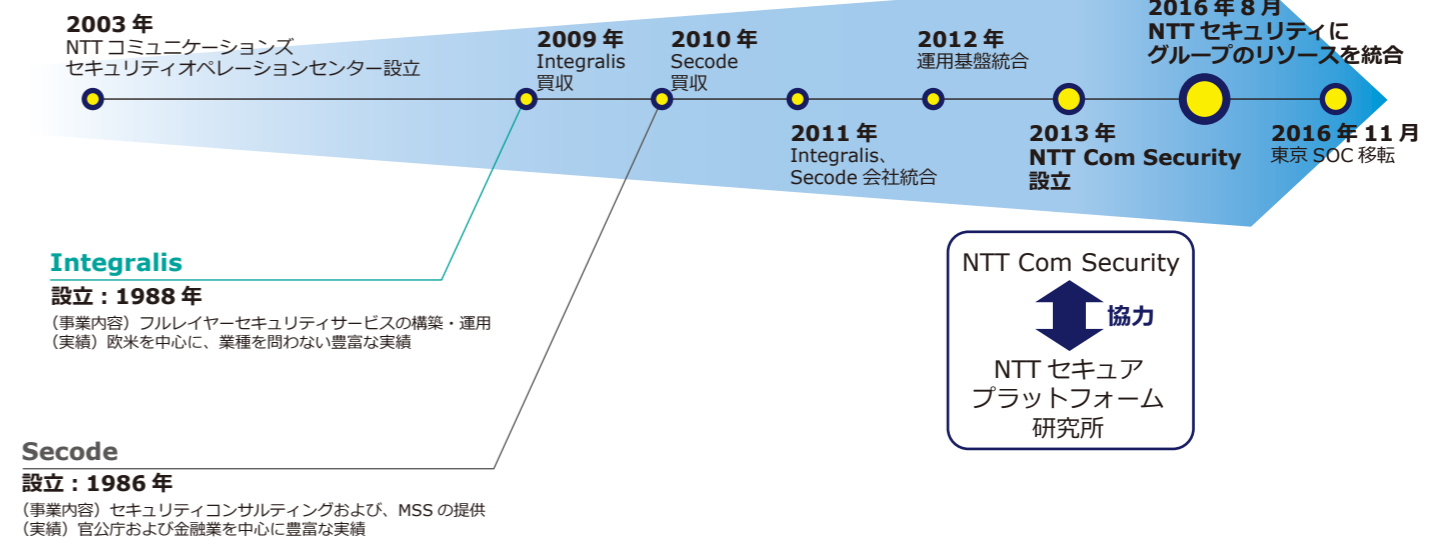 2003 年
NTT コミュニケーションズ
セキュリティオペレーションセンター設立
2009 年
Integralis
買収
2010 年
Secode
買収
2011 年
Integralis、
Secode 会社統合
2012 年
運用基盤統合
2013 年
NTT Com Security
設立
2016 年 8 月
NTT セキュリティに
グループのリソースを統合
2016 年 11 月
東京 SOC 移転
Integralis
設立：1988 年
（事業内容）フルレイヤーセキュリティサービスの構築・運用
（実績）欧米を中心に、業種を問わない豊富な実績
NTT Com Security
協力
NTT セキュア
プラットフォーム
研究所
Secode
設立：1986 年
（事業内容）セキュリティコンサルティングおよび、MSS の提供
（実績）官公庁および金融業を中心に豊富な実績